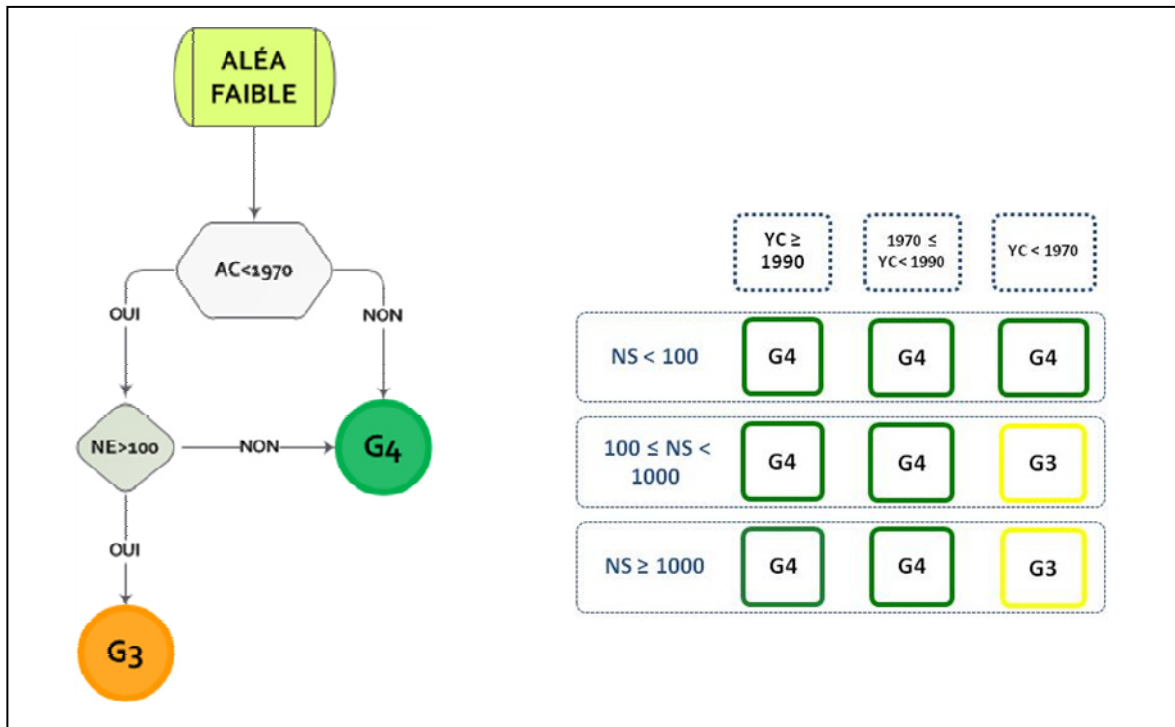 ALÉA
FAIBLE
AC<1970
OUI
NON
NE>100
NON
G4
OUI
G3
YC ≥
1990
1970 ≤
YC< 1990
YC < 1970
NS < 100
G4
G4
G4
100 ≤ NS <
1000
G4
G4
G3
NS ≥ 1000
G4
G4
G3